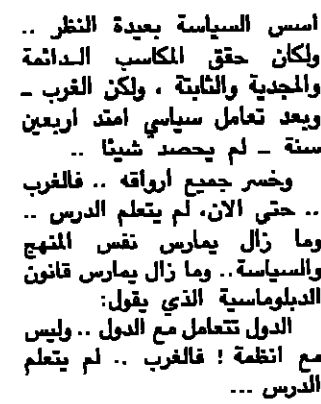 أسس السياسة بعيدة النظر ..
ولكان حقق المكاسب الدائمة
والمجدية والثابتة ، ولكن الغرب –
وبعد تعامل سياسي امتد اربعين
سنة – لم يحصد شيئا ..
وخسر جميع اوراقه .. فالغرب
.. حتي الان، لم يتعلم الدرس ..
وما زال يمارس نفس المنهج
والسياسة.. وما زال يمارس قانون
الدبلوماسية الذي يقول:
الدول تتعامل مع الدول .. وليس
مع انظمة ! فالغرب .. لم يتعلم
الدرس ...